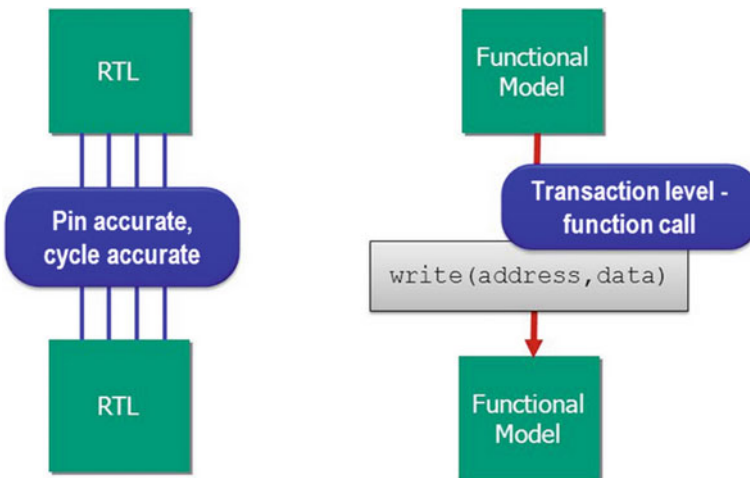 RTL
Pin accurate,
cycle accurate
RTL
Functional
Model
Transaction level -
function call
write(address,data)
Functional
Model